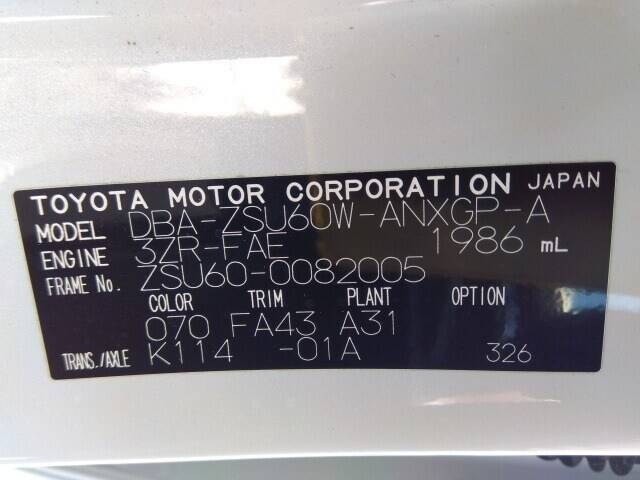 TOYOTA MOTOR CORPORATION JAPAN
MODEL DBA-ZSU60W-ANXGP-A
ENGINE 3ZR-FAE 1986 mL
FRAME No. ZSU60-0082005
COLOR TRIM PLANT OPTION
070 FA43 A31
TRANS./AXLE K114 -01A 326